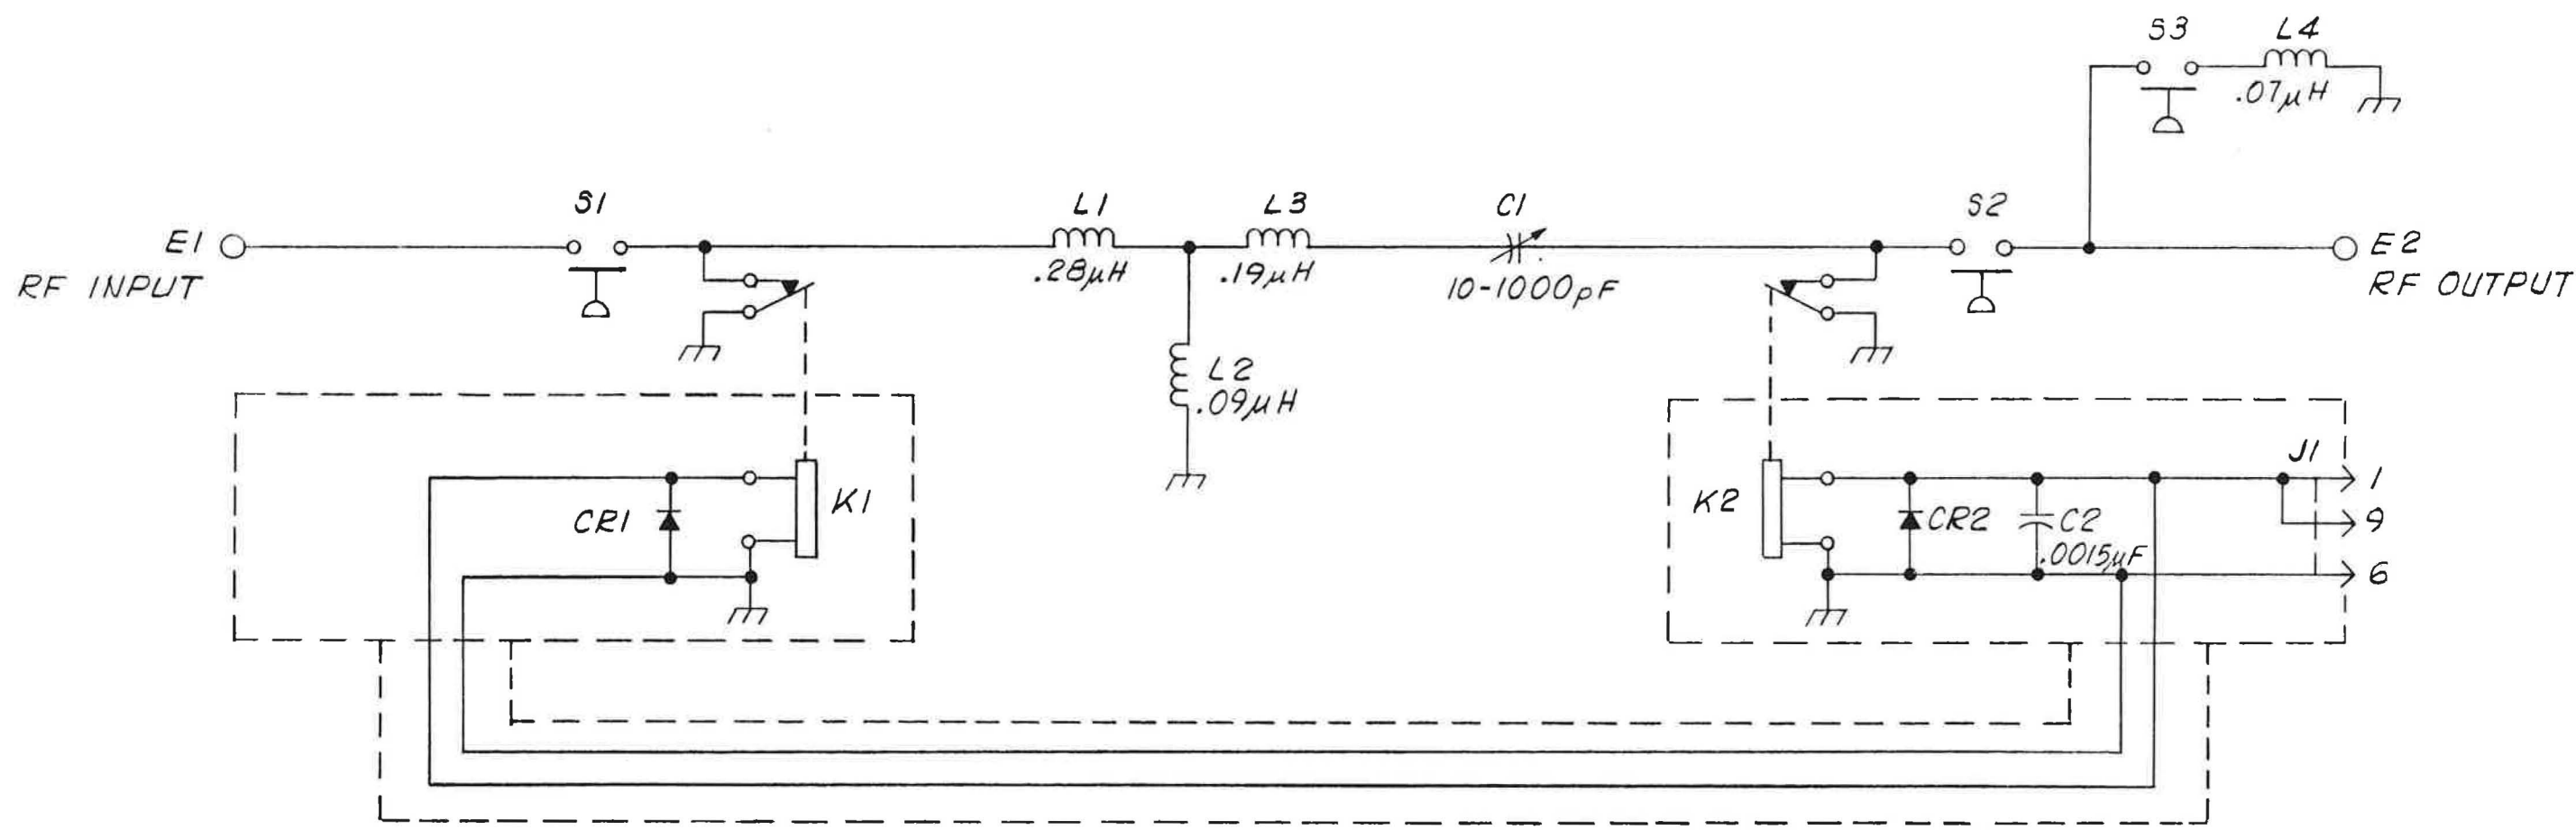 S3
L4
.07µH
S1
L1
L3
C1
S2
E1
E2
.28µH
.19µH
10-1000pF
RF INPUT
RF OUTPUT
L2
.09µH
J1
1
K1
K2
CR1
CR2
C2
9
.0015µF
6